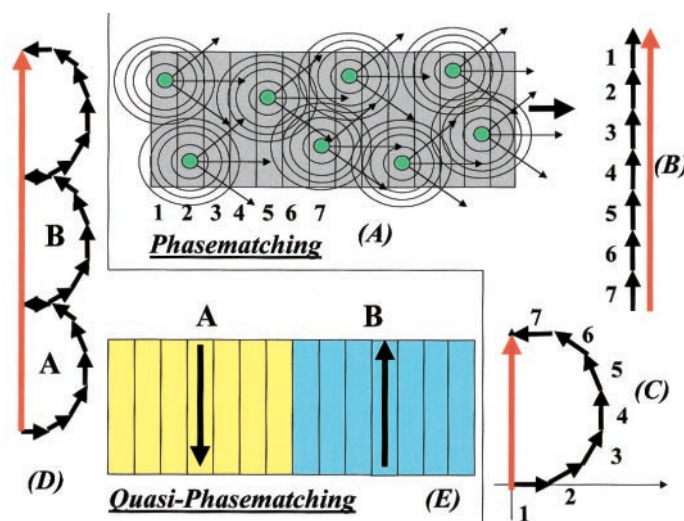 1 2 3 4 5 6 7
(A)
Phasematching
1
2
3
4
5
6
7
(B)
B
A
(D)
A
B
Quasi-Phasematching
(E)
7
6
5
4
3
2
1
(C)